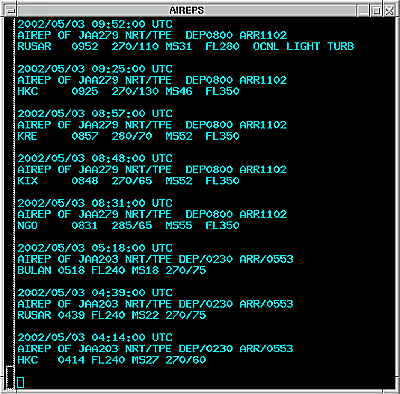 AIREPS
2002/05/03 09:52:00 UTC
AIREP OF JAA279 NRT/TPE DEP0800 ARR1102
RUSAR 0952 270/110 MS31 FL280 OCNL LIGHT TURB
2002/05/03 09:25:00 UTC
AIREP OF JAA279 NRT/TPE DEP0800 ARR1102
HKC 0925 270/130 MS46 FL350
2002/05/03 08:57:00 UTC
AIREP OF JAA279 NRT/TPE DEP0800 ARR1102
KRE 0857 280/70 MS52 FL350
2002/05/03 08:48:00 UTC
AIREP OF JAA279 NRT/TPE DEP0800 ARR1102
KIX 0848 270/65 MS52 FL350
2002/05/03 08:31:00 UTC
AIREP OF JAA279 NRT/TPE DEP0800 ARR1102
NGO 0831 285/65 MS55 FL350
2002/05/03 05:18:00 UTC
AIREP OF JAA203 NRT/TPE DEP/0230 ARR/0553
BULAN 0518 FL240 MS18 270/75
2002/05/03 04:39:00 UTC
AIREP OF JAA203 NRT/TPE DEP/0230 ARR/0553
RUSAR 0439 FL240 MS22 270/75
2002/05/03 04:14:00 UTC
AIREP OF JAA203 NRT/TPE DEP/0230 ARR/0553
HKC 0414 FL240 MS27 270/60